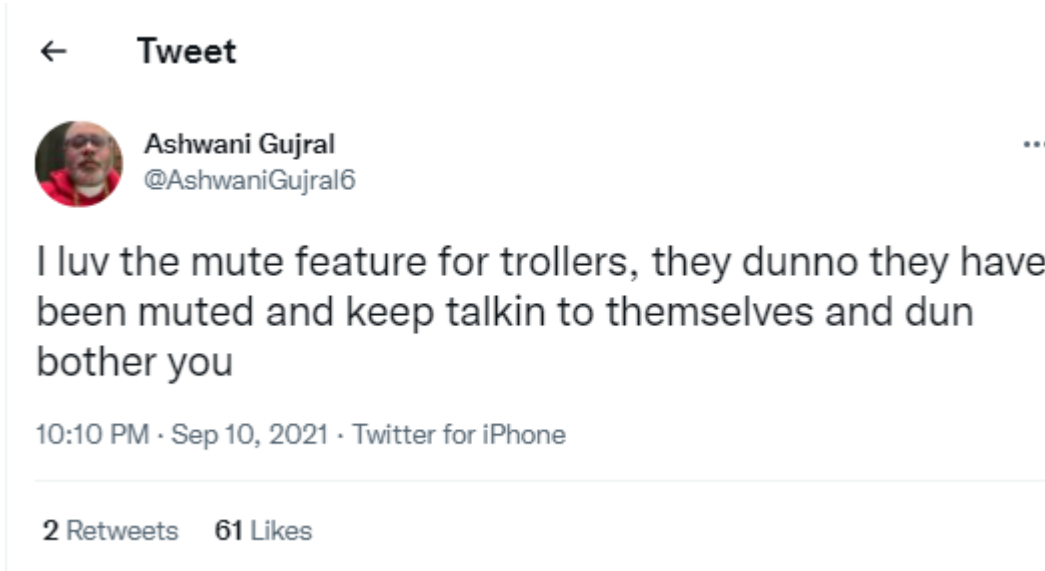 ← Tweet
Ashwani Gujral
@AshwaniGujral6
I luv the mute feature for trollers, they dunno they have
been muted and keep talkin to themselves and dun
bother you
10:10 PM · Sep 10, 2021 · Twitter for iPhone
2 Retweets 61 Likes